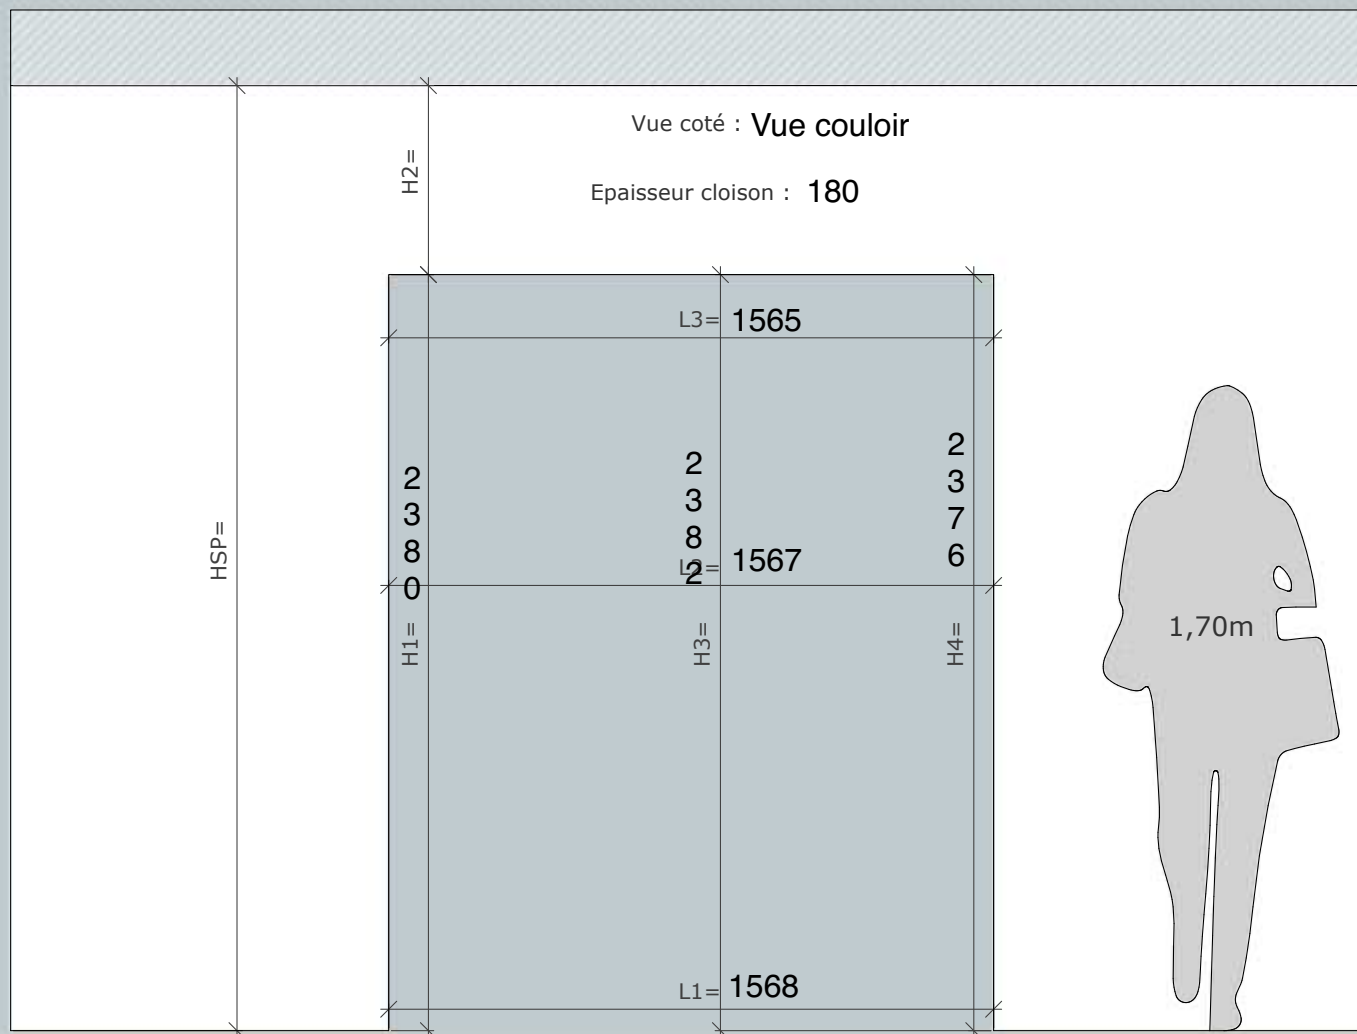 Vue coté : Vue couloir
H2=
Epaisseur cloison : 180
L3= 1565
HSP=
H1= 2380
H3= 2382
H4= 2376
L2= 1567
1,70m
L1= 1568